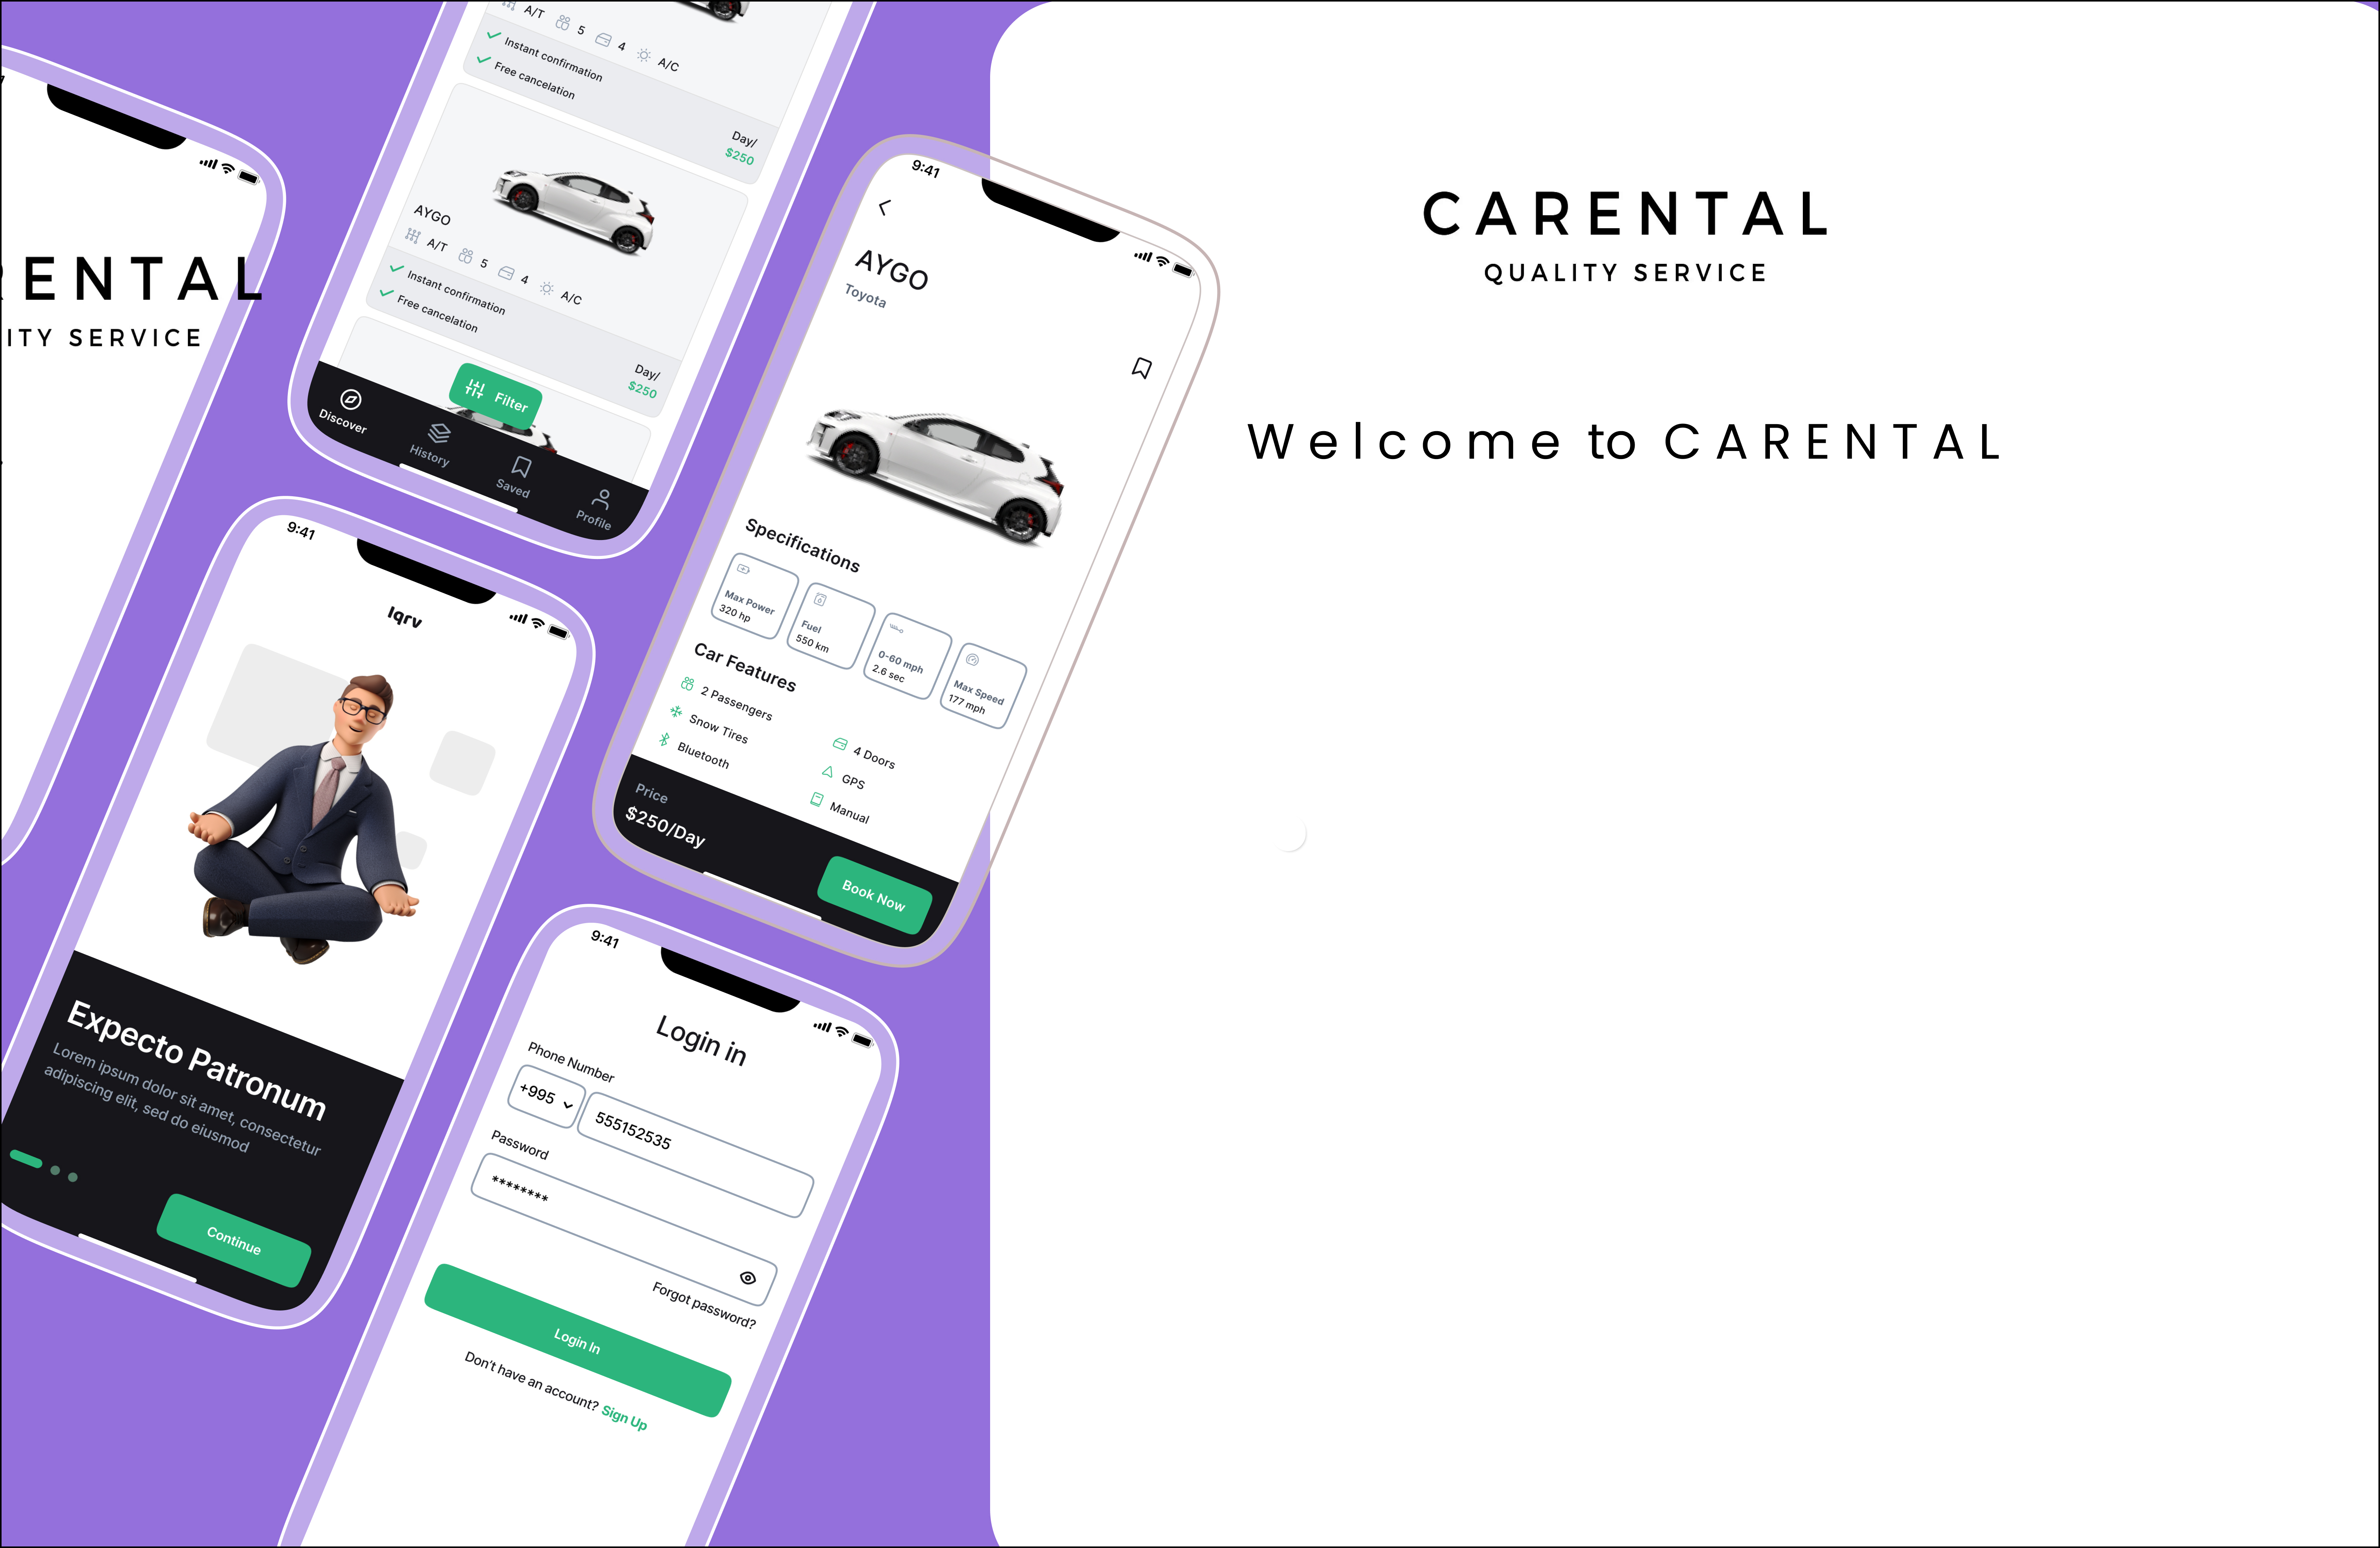 RENTAL
ITY SERVICE
A/T 5 4 A/C
Instant confirmation
Free cancelation
Day/
$250
AYGO
A/T 5 4 A/C
Instant confirmation
Free cancelation
Day/
$250
Filter
Discover
History
Saved
Profile
9:41
AYGO
Toyota
Specifications
Max Power
320 hp
Fuel
550 km
0-60 mph
2.6 sec
Max Speed
177 mph
Car Features
2 Passengers
Snow Tires
Bluetooth
4 Doors
GPS
Manual
Price
$250/Day
Book Now
9:41
lqrv
Expecto Patronum
Lorem ipsum dolor sit amet, consectetur
adipiscing elit, sed do eiusmod
Continue
9:41
Login in
Phone Number
+995
555152535
Password
********
Forgot password?
Login In
Don't have an account? Sign Up
CARENTAL
QUALITY SERVICE
Welcome to CARENTAL